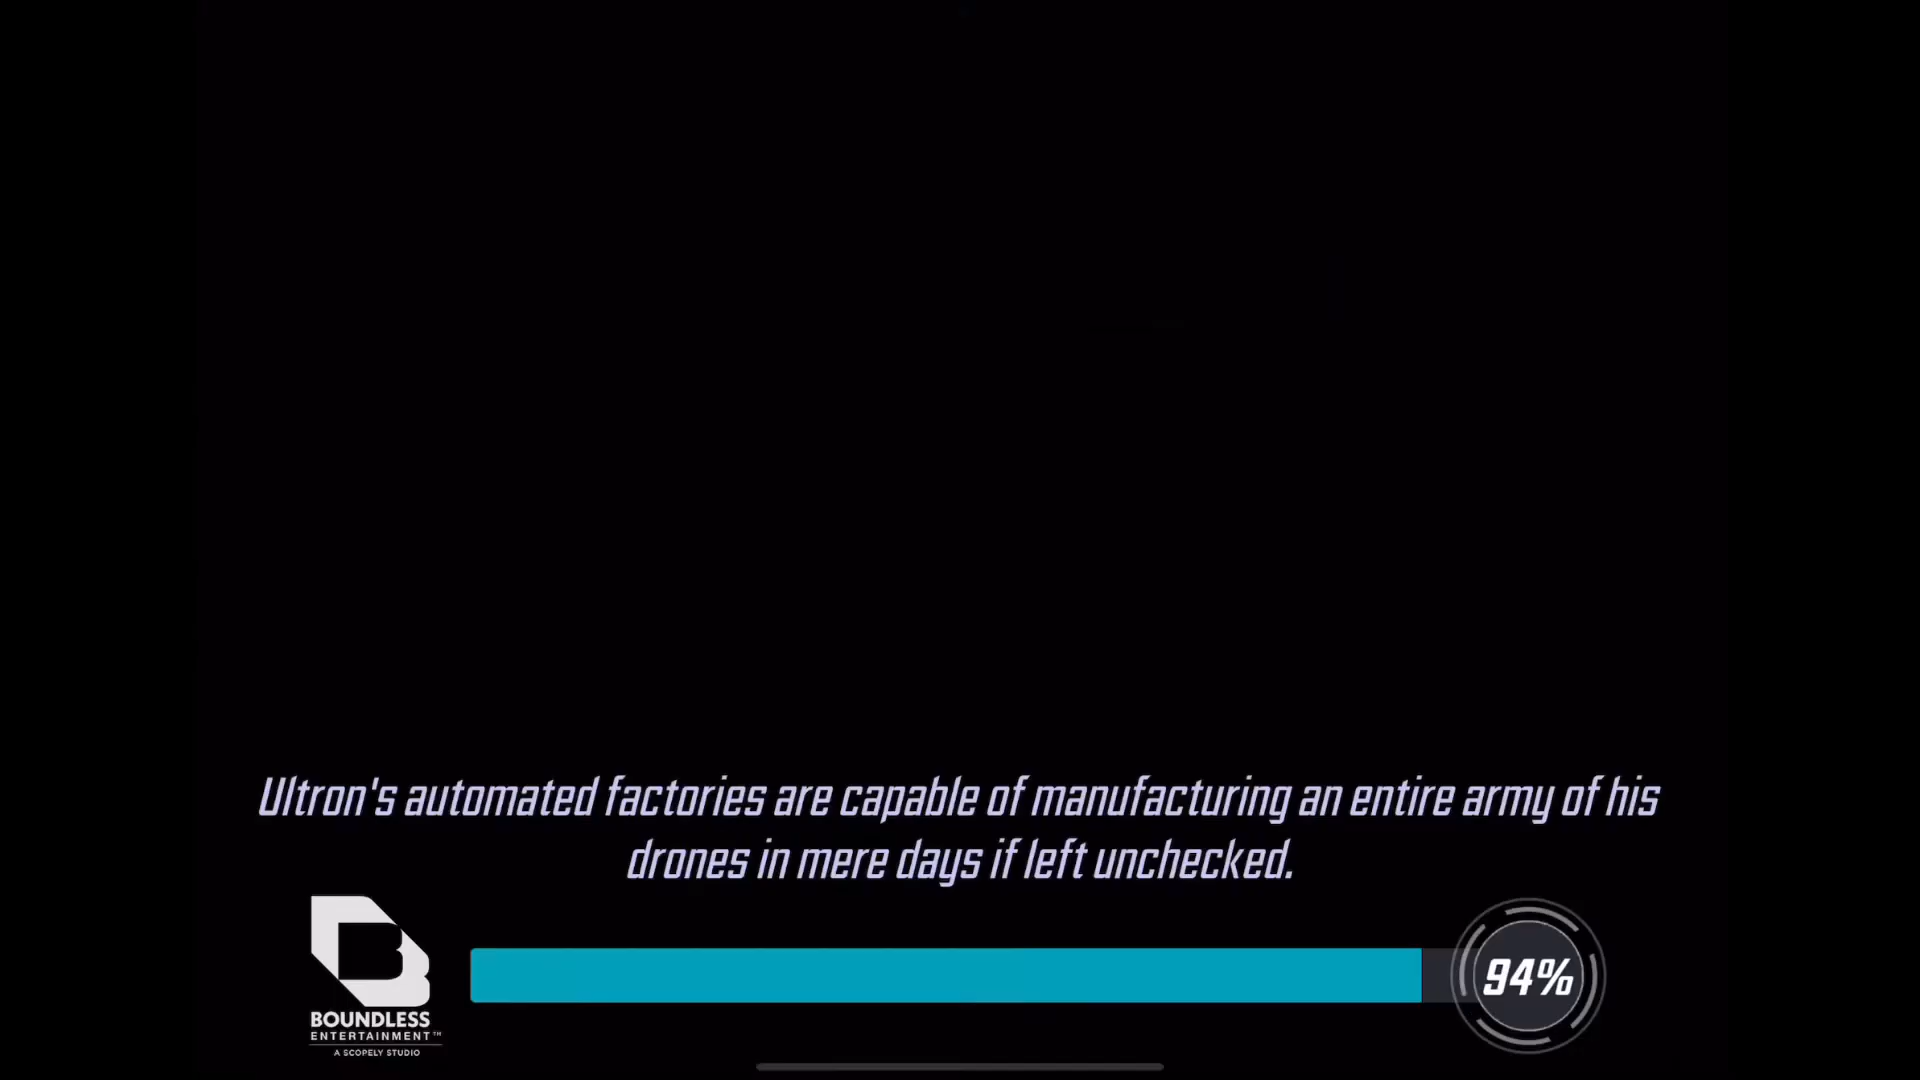 Ultron's automated factories are capable of manufacturing an entire army of his
drones in mere days if left unchecked.
94%
BOUNDLESS
ENTERTAINMENT™
A SCOPELY STUDIO